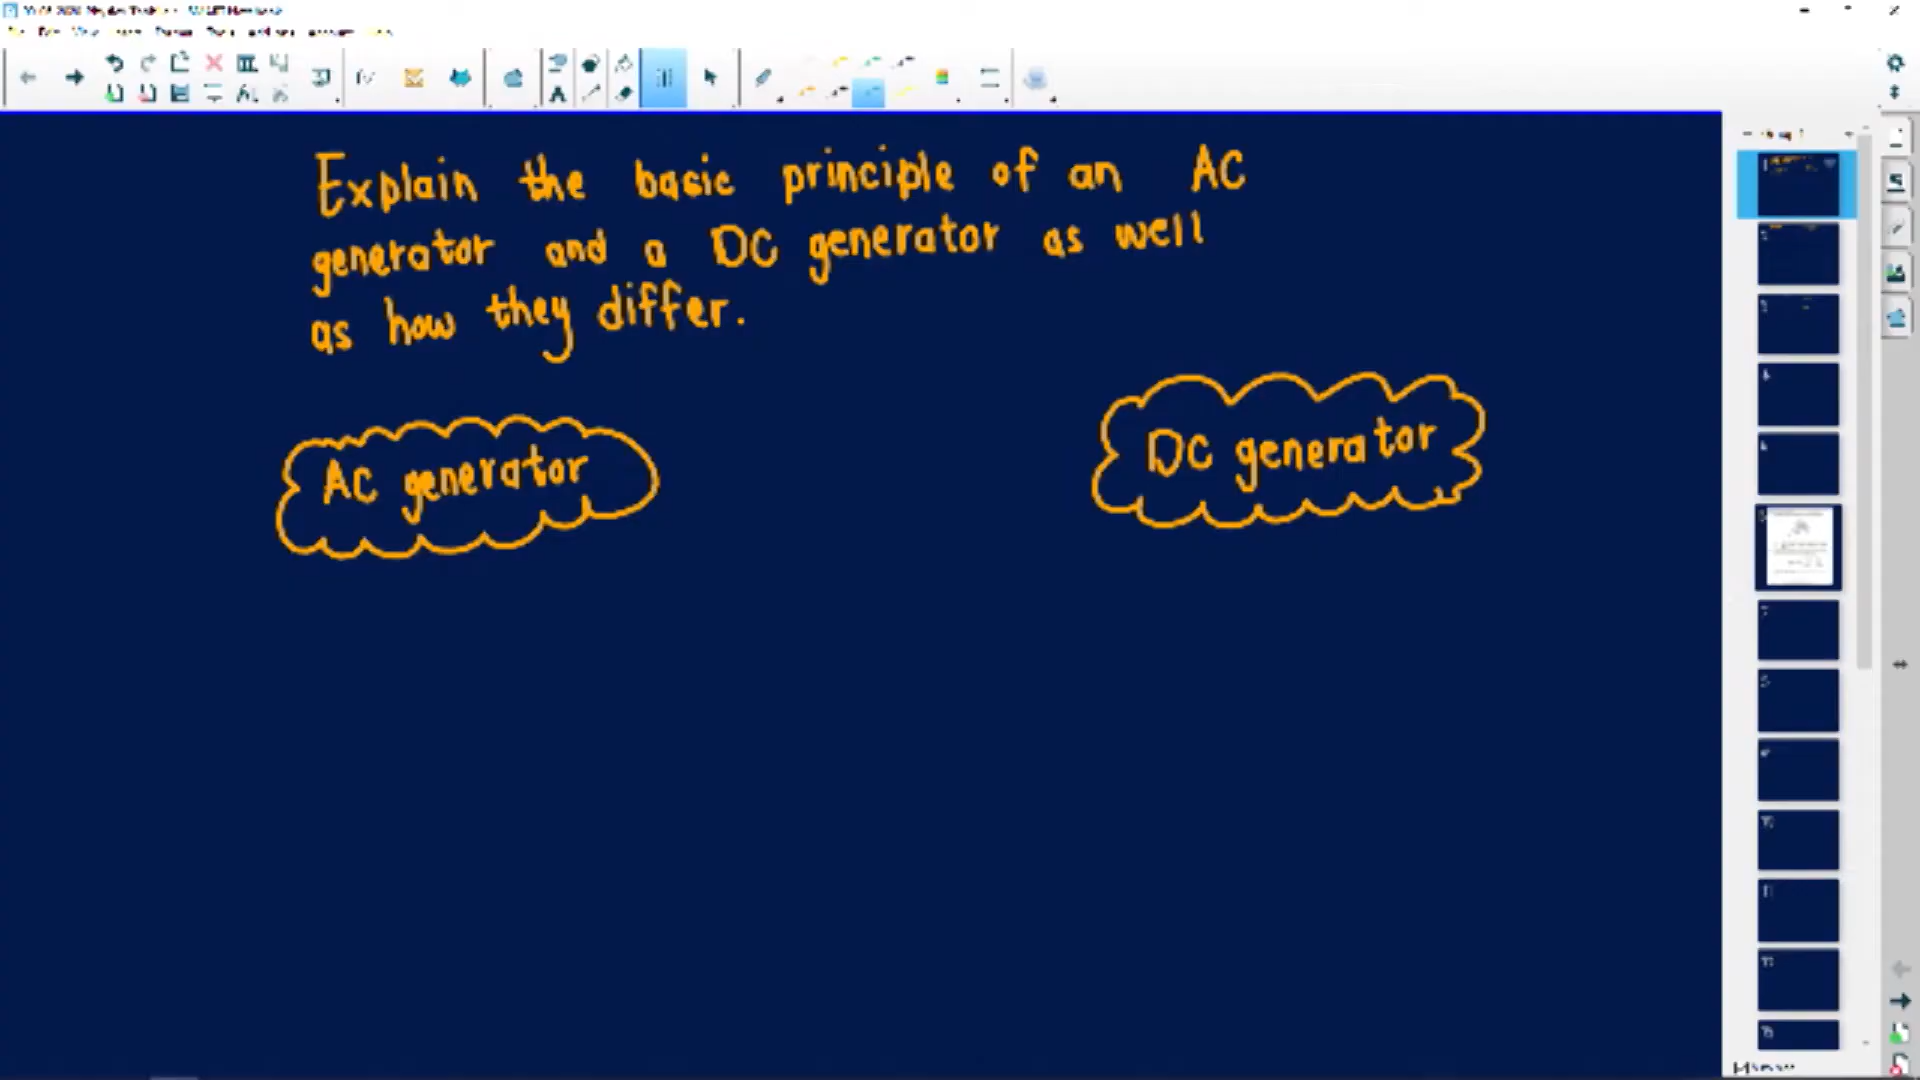 Explain the basic principle of an AC
generator and a DC generator as well
as how they differ.
AC generator
DC generator